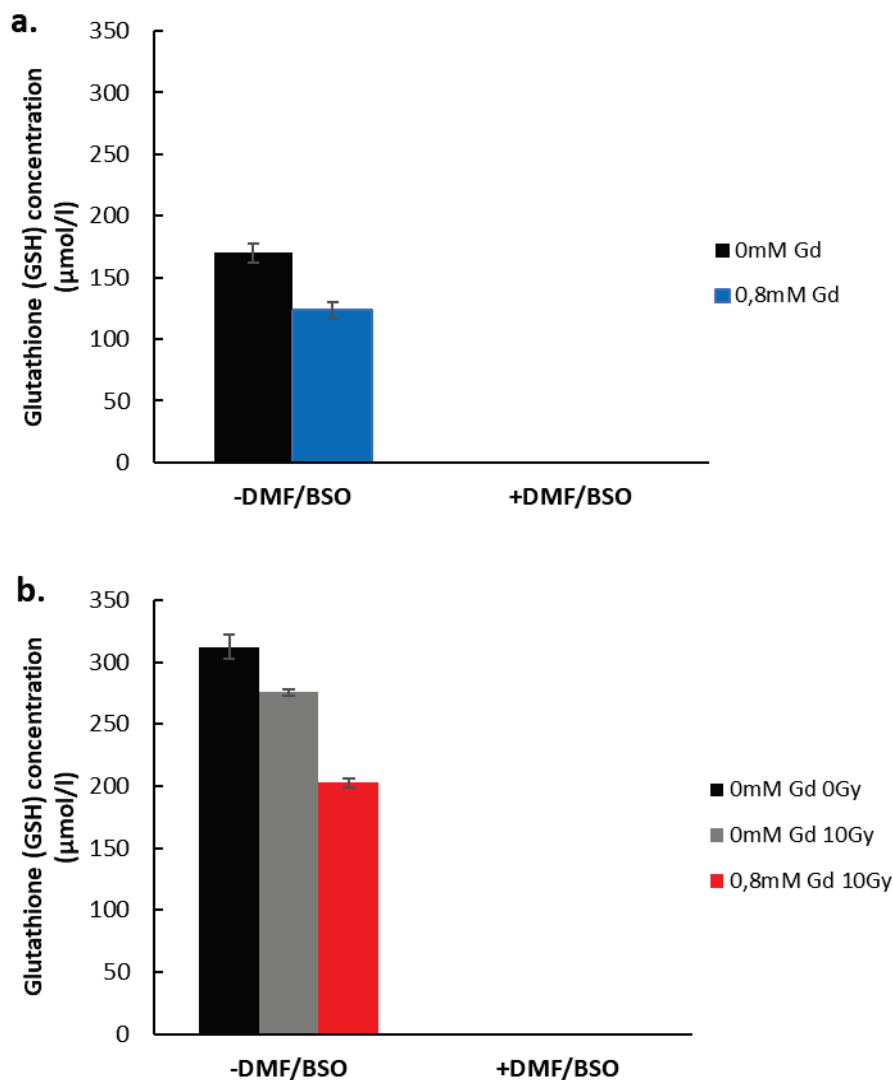 a.
Glutathione (GSH) concentration
(µmol/l)
350
300
250
200
150
100
50
0
-DMF/BSO
+DMF/BSO
0mM Gd
0,8mM Gd
b.
Glutathione (GSH) concentration
(µmol/l)
350
300
250
200
150
100
50
0
-DMF/BSO
+DMF/BSO
0mM Gd 0Gy
0mM Gd 10Gy
0,8mM Gd 10Gy